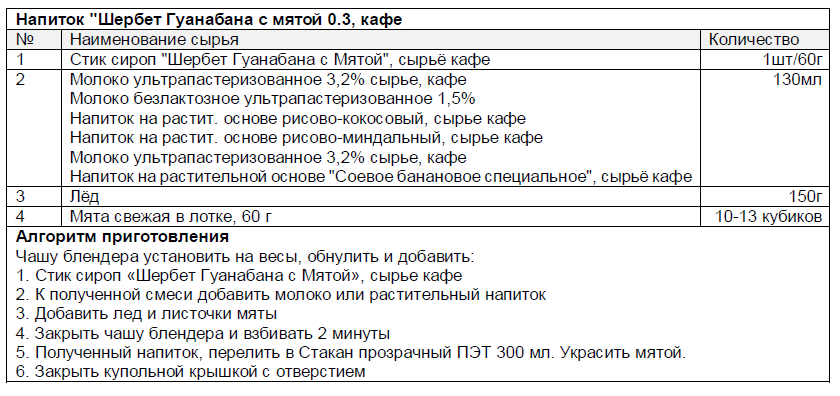 Напиток "Шербет Гуанабана с мятой 0.3, кафе
№ Наименование сырья Количество
1 Стик сироп "Шербет Гуанабана с Мятой", сырьё кафе 1шт/60г
2 Молоко ультрапастеризованное 3,2% сырье, кафе 130мл
Молоко безлактозное ультрапастеризованное 1,5%
Напиток на растит. основе рисово-кокосовый, сырье кафе
Напиток на растит. основе рисово-миндальный, сырье кафе
Молоко ультрапастеризованное 3,2% сырье, кафе
Напиток на растительной основе "Соевое банановое специальное", сырьё кафе
3 Лёд 150г
4 Мята свежая в лотке, 60 г 10-13 кубиков
Алгоритм приготовления
Чашу блендера установить на весы, обнулить и добавить:
1. Стик сироп «Шербет Гуанабана с Мятой», сырье кафе
2. К полученной смеси добавить молоко или растительный напиток
3. Добавить лед и листочки мяты
4. Закрыть чашу блендера и взбивать 2 минуты
5. Полученный напиток, перелить в Стакан прозрачный ПЭТ 300 мл. Украсить мятой.
6. Закрыть купольной крышкой с отверстием